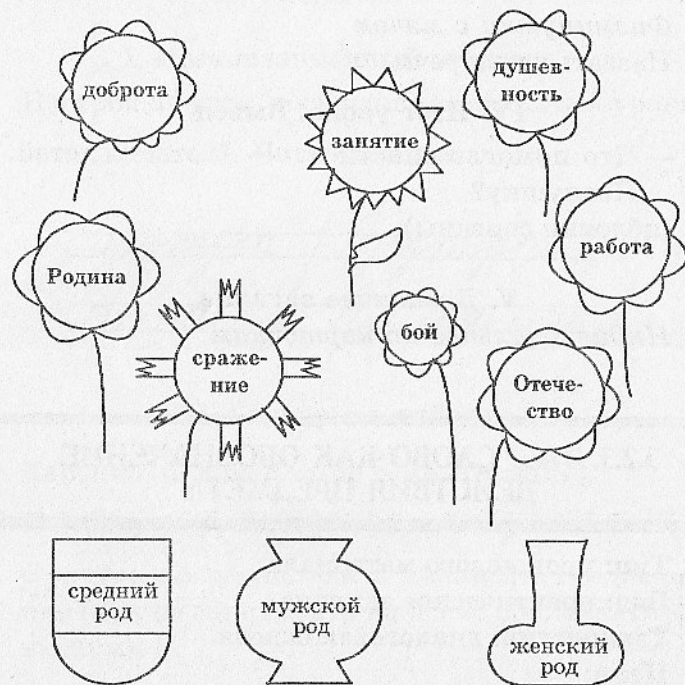 доброта
занятие
душев-
ность
Родина
сраже-
ние
бой
работа
Отече-
ство
средний
род
мужской
род
женский
род